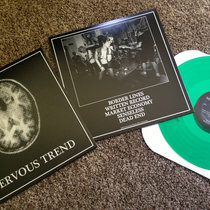 NERVOUS TREND
BORDER LINES
WRITTEN RECORD
MARKET ECONOMY
SENSELESS
DEAD END